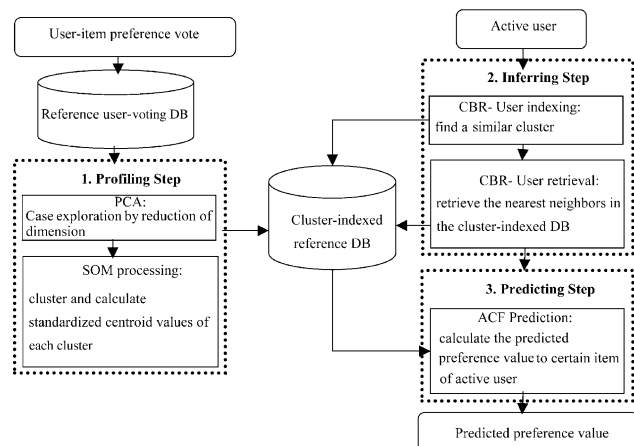 User-item preference vote
Reference user-voting DB
1. Profiling Step
PCA:
Case exploration by reduction of
dimension
SOM processing:
cluster and calculate
standardized centroid values of
each cluster
Cluster-indexed
reference DB
Active user
2. Inferring Step
CBR- User indexing:
find a similar cluster
CBR- User retrieval:
retrieve the nearest neighbors in
the cluster-indexed DB
3. Predicting Step
ACF Prediction:
calculate the predicted
preference value to certain item
of active user
Predicted preference value